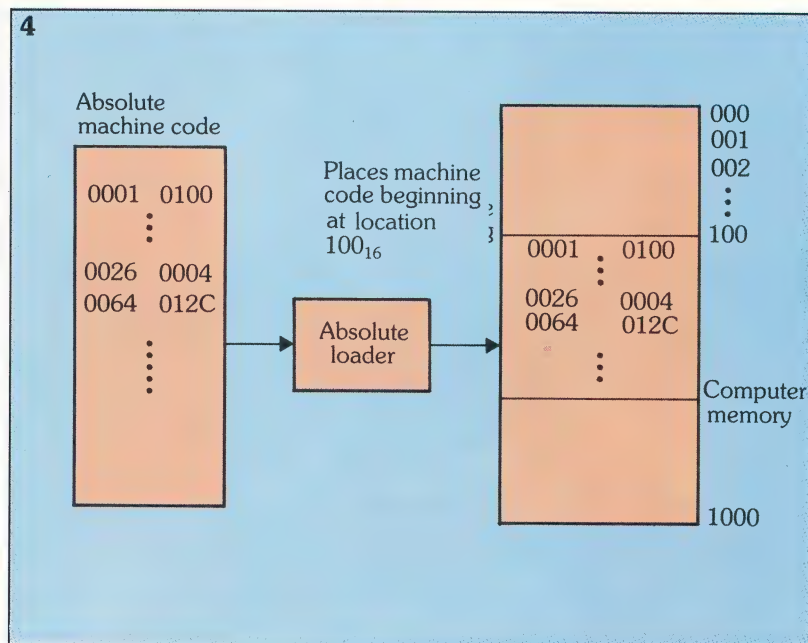 4
Absolute
machine code
0001 0100
0026 0004
0064 012C
Places machine
code beginning
at location
100₁₆
Absolute
loader
000
001
002
100
0001 0100
0026 0004
0064 012C
Computer
memory
1000